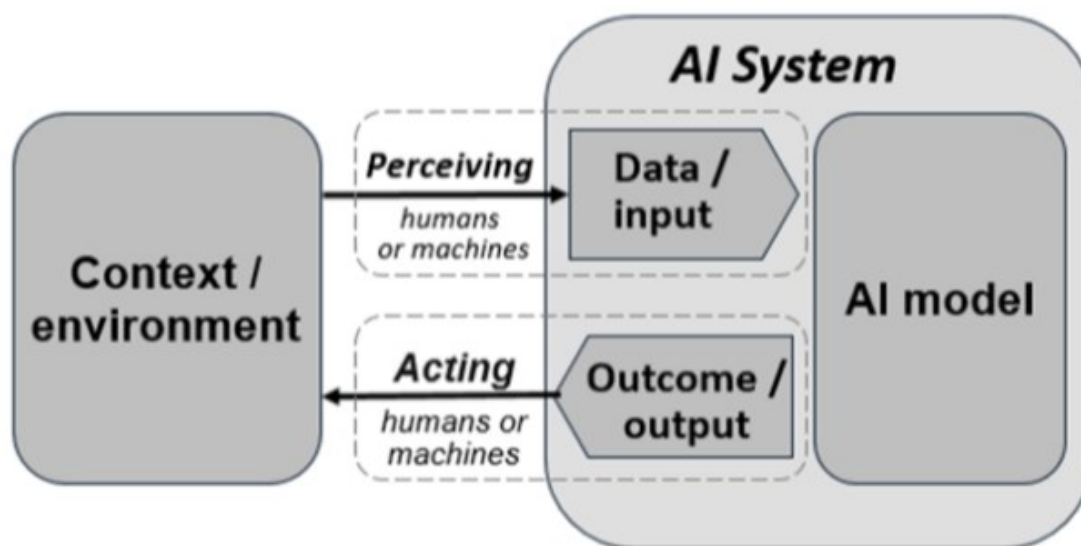 AI System
Perceiving
humans
or machines
Data /
input
Context /
environment
AI model
Acting
humans or
machines
Outcome /
output